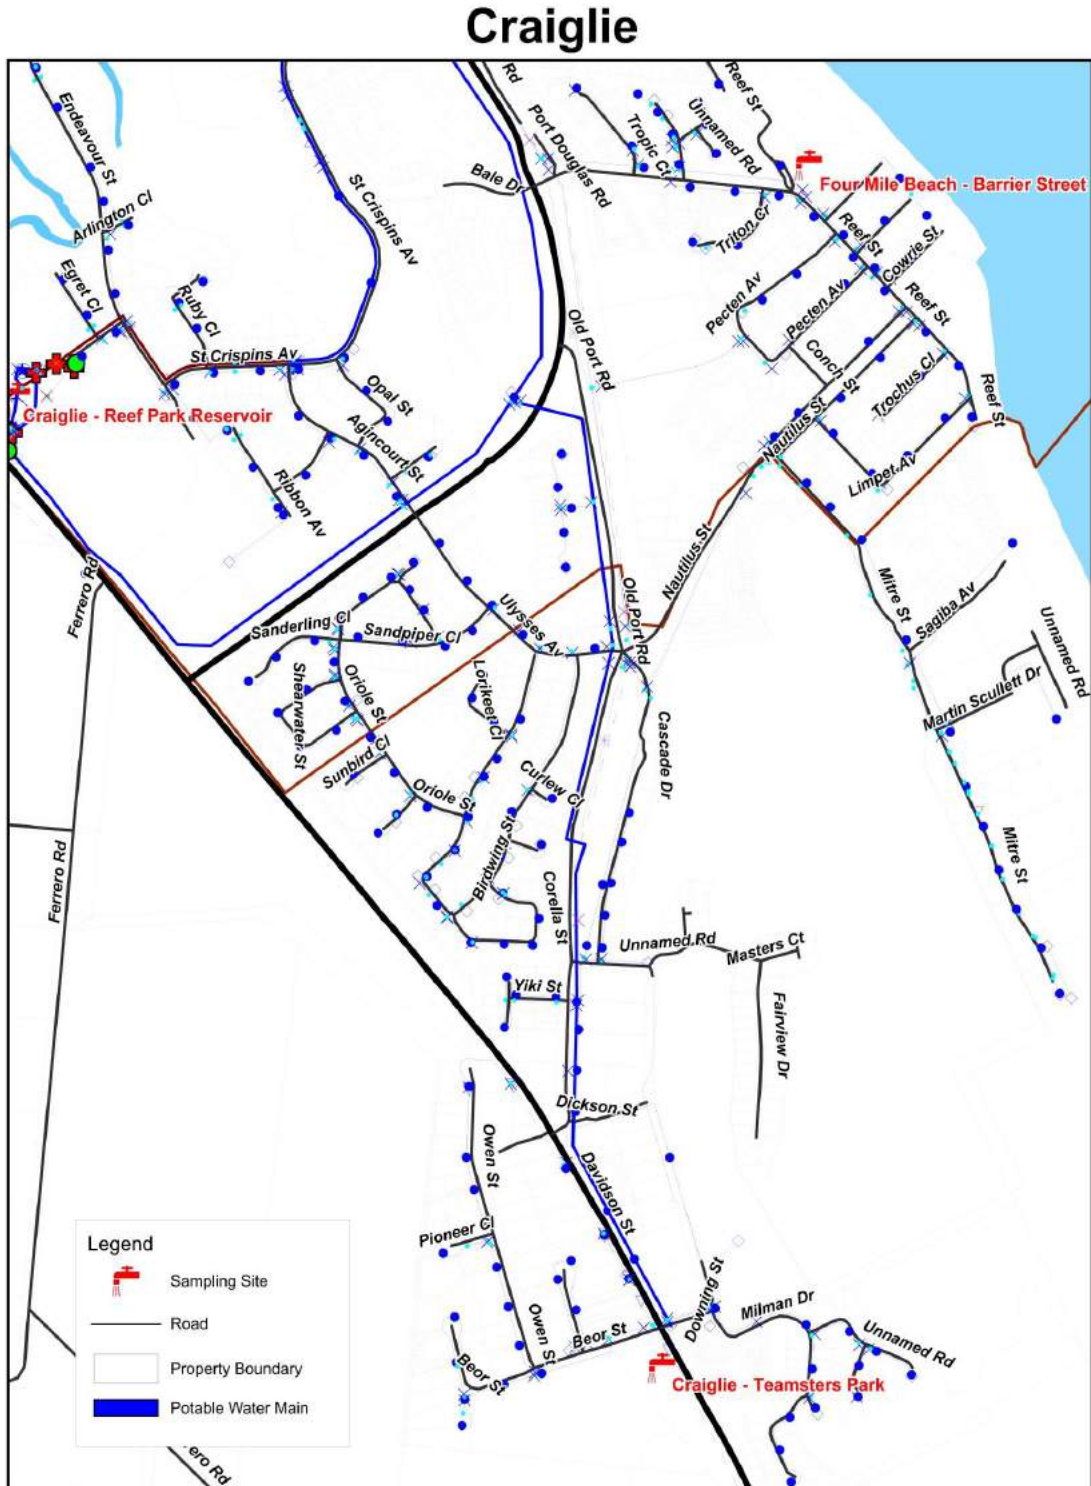 Craiglie
Rd
Reef St
Endeavour St
Port Douglas Rd
Tropic Ct
Unnamed Rd
Bale Dr
Four Mile Beach - Barrier Street
St Crispins Av
Arlington Cl
Triton Cr
Reef St
Cowrie St
Egret Cl
Ruby Cl
Pecten Av
Pecten Av
Reef St
Old Port Rd
St Crispins Av
Conch St
Trochus Cl
Opal St
Reef St
Craiglie - Reef Park Reservoir
Nautilus St
Agincourt St
Limpet Av
Ribbon Av
Nautilus St
Ferrero Rd
Mitre St
Sagiba Av
Unnamed Rd
Ulysses Av
Old Port Rd
Sanderling Cl
Sandpiper Cl
Shearwater St
Oriole St
Lorikeet Cl
Martin Scullett Dr
Cascade Dr
Sunbird Cl
Curlew Cl
Oriole St
Birdwing St
Mitre St
Ferrero Rd
Corella St
Unnamed Rd
Masters Ct
Yiki St
Fairview Dr
Dickson St
Owen St
Davidson St
Pioneer Cl
Legend
Sampling Site
Road
Property Boundary
Potable Water Main
Downing St
Milman Dr
Owen St
Beor St
Unnamed Rd
Beor St
Craiglie - Teamsters Park
ero Rd